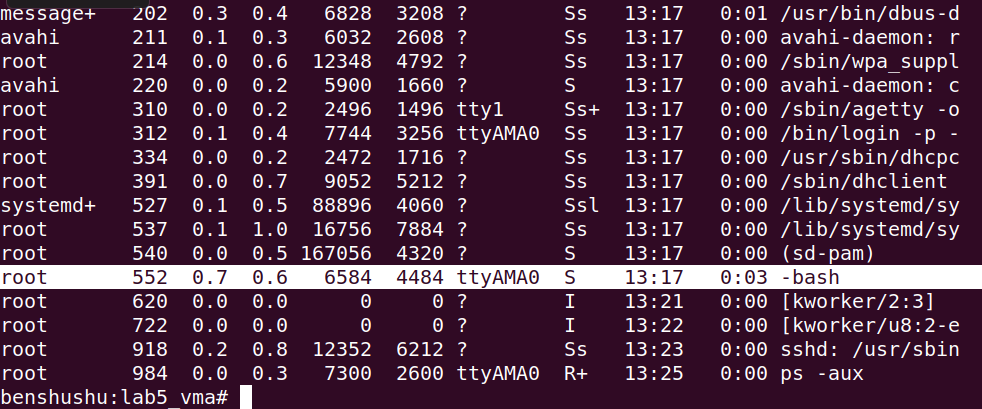 message+   202  0.3  0.4   6828  3208 ?        Ss   13:17   0:01 /usr/bin/dbus-d
avahi      211  0.1  0.3   6032  2608 ?        Ss   13:17   0:00 avahi-daemon: r
root       214  0.0  0.6  12348  4792 ?        Ss   13:17   0:00 /sbin/wpa_suppl
avahi      220  0.0  0.2   5900  1660 ?        S    13:17   0:00 avahi-daemon: c
root       310  0.0  0.2   2496  1496 tty1     Ss+  13:17   0:00 /sbin/agetty -o
root       312  0.1  0.4   7744  3256 ttyAMA0  Ss   13:17   0:00 /bin/login -p -
root       334  0.0  0.2   2472  1716 ?        Ss   13:17   0:00 /usr/sbin/dhcpc
root       391  0.0  0.7   9052  5212 ?        Ss   13:17   0:00 /sbin/dhclient
systemd+   527  0.1  0.5  88896  4060 ?        Ssl  13:17   0:00 /lib/systemd/sy
root       537  0.1  1.0  16756  7884 ?        Ss   13:17   0:00 /lib/systemd/sy
root       540  0.0  0.5 167056  4320 ?        S    13:17   0:00 (sd-pam)
root       552  0.7  0.6   6584  4484 ttyAMA0  S    13:17   0:03 -bash
root       620  0.0  0.0      0     0 ?        I    13:21   0:00 [kworker/2:3]
root       722  0.0  0.0      0     0 ?        I    13:22   0:00 [kworker/u8:2-e
root       918  0.2  0.8  12352  6212 ?        Ss   13:23   0:00 sshd: /usr/sbin
root       984  0.0  0.3   7300  2600 ttyAMA0  R+   13:25   0:00 ps -aux
benshushu:lab5_vma#